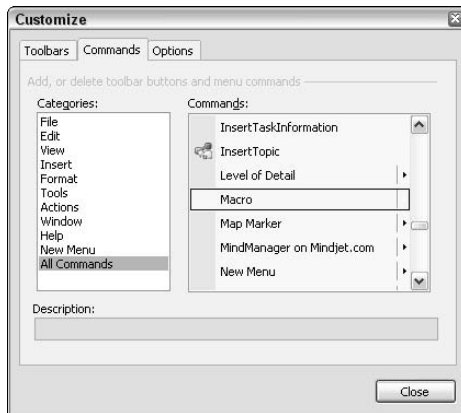 Customize
Toolbars Commands Options
Add, or delete toolbar buttons and menu commands
Categories:
File
Edit
View
Insert
Format
Tools
Actions
Window
Help
New Menu
All Commands
Commands:
InsertTaskInformation
InsertTopic
Level of Detail
Macro
Map Marker
MindManager on Mindjet.com
New Menu
Description:
Close